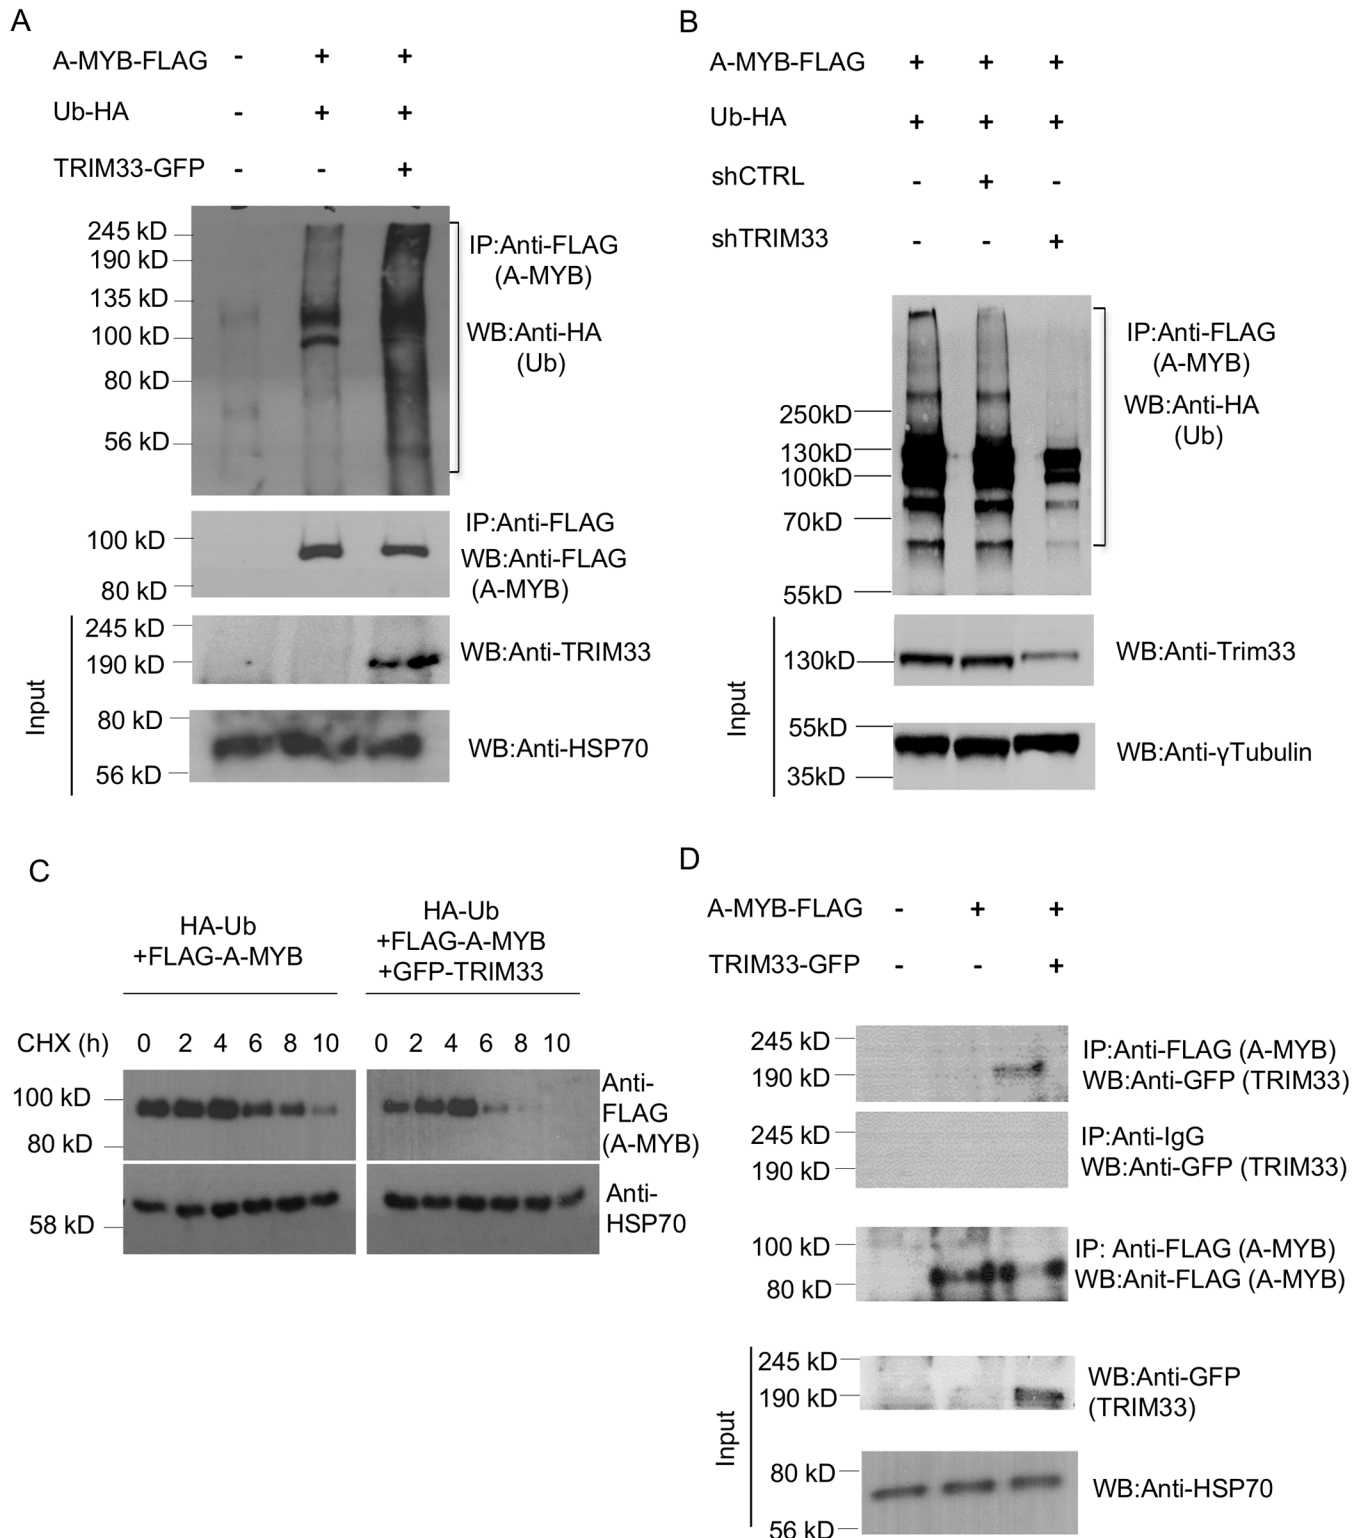 A
A-MYB-FLAG - + +
Ub-HA - + +
TRIM33-GFP - - +
245 kD
190 kD
135 kD
100 kD
80 kD
56 kD
IP:Anti-FLAG
(A-MYB)
WB:Anti-HA
(Ub)
100 kD
80 kD
IP:Anti-FLAG
WB:Anti-FLAG
(A-MYB)
Input
245 kD
190 kD
WB:Anti-TRIM33
80 kD
56 kD
WB:Anti-HSP70
B
A-MYB-FLAG + + +
Ub-HA + + +
shCTRL - + -
shTRIM33 - - +
250kD
130kD
100kD
70kD
55kD
IP:Anti-FLAG
(A-MYB)
WB:Anti-HA
(Ub)
Input
130kD
WB:Anti-Trim33
55kD
35kD
WB:Anti-γTubulin
C
HA-Ub
+FLAG-A-MYB
HA-Ub
+FLAG-A-MYB
+GFP-TRIM33
CHX (h) 0 2 4 6 8 10 0 2 4 6 8 10
100 kD
80 kD
Anti-
FLAG
(A-MYB)
58 kD
Anti-
HSP70
D
A-MYB-FLAG - + +
TRIM33-GFP - - +
245 kD
190 kD
IP:Anti-FLAG (A-MYB)
WB:Anti-GFP (TRIM33)
245 kD
190 kD
IP:Anti-IgG
WB:Anti-GFP (TRIM33)
100 kD
80 kD
IP: Anti-FLAG (A-MYB)
WB:Anit-FLAG (A-MYB)
Input
245 kD
190 kD
WB:Anti-GFP
(TRIM33)
80 kD
56 kD
WB:Anti-HSP70